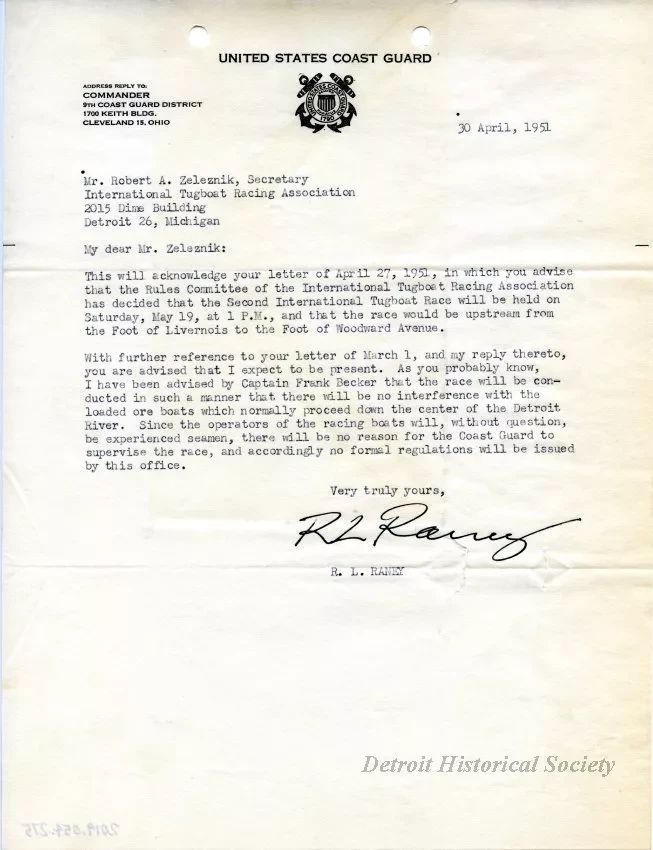 UNITED STATES COAST GUARD
ADDRESS REPLY TO:
COMMANDER
9TH COAST GUARD DISTRICT
1700 KEITH BLDG.
CLEVELAND 15, OHIO
UNITED STATES COAST GUARD
1790
30 April, 1951
Mr. Robert A. Zeleznik, Secretary
International Tugboat Racing Association
2015 Dime Building
Detroit 26, Michigan
My dear Mr. Zeleznik:
This will acknowledge your letter of April 27, 1951, in which you advise
that the Rules Committee of the International Tugboat Racing Association
has decided that the Second International Tugboat Race will be held on
Saturday, May 19, at 1 P.M., and that the race would be upstream from
the Foot of Livernois to the Foot of Woodward Avenue.
With further reference to your letter of March 1, and my reply thereto,
you are advised that I expect to be present. As you probably know,
I have been advised by Captain Frank Becker that the race will be con-
ducted in such a manner that there will be no interference with the
loaded ore boats which normally proceed down the center of the Detroit
River. Since the operators of the racing boats will, without question,
be experienced seamen, there will be no reason for the Coast Guard to
supervise the race, and accordingly no formal regulations will be issued
by this office.
Very truly yours,
R L Raney
R. L. RANEY
Detroit Historical Society
2019.054.275